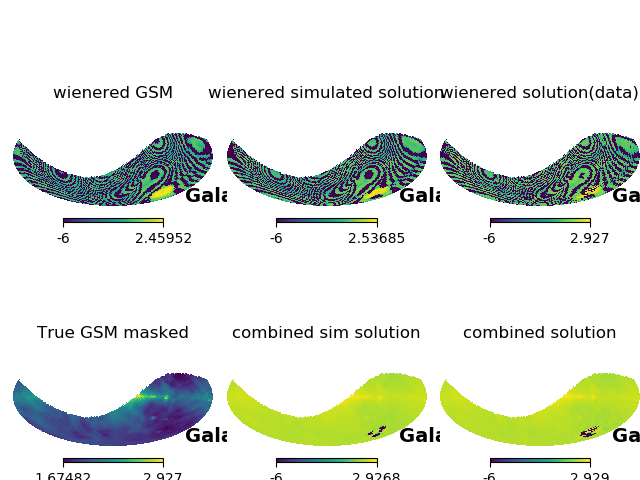 wienered GSM wienered simulated solution wienered solution(data)
Gala Gala Ga
-6 2.45952 -6 2.53685 -6 2.927
True GSM masked combined sim solution combined solution
Gala Gala Ga
1.67482 2.927 -6 2.9268 -6 2.929